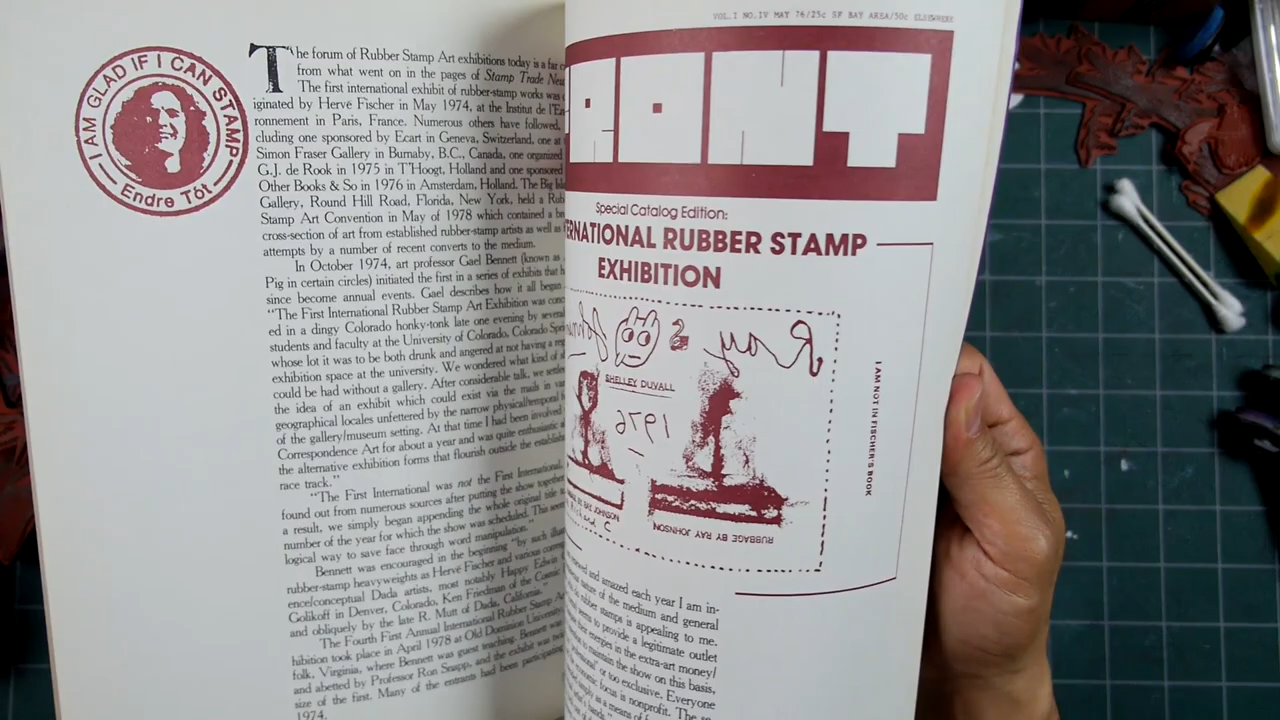 I AM GLAD IF I CAN STAMP
Endre Tót
The forum of Rubber Stamp Art exhibitions today is a far
from what went on in the pages of Stamp Trade
The first international exhibit of rubber-stamp works was
iginated by Hervé Fischer in May 1974, at the Institut de
ronnement in Paris, France. Numerous others have followed,
cluding one sponsored by Ecart in Geneva, Switzerland, one at
Simon Fraser Gallery in Burnaby, B.C., Canada, one organized
G.J. de Rook in 1975 in T'Hoogt, Holland and one sponsored
Other Books & So in 1976 in Amsterdam, Holland. The Big
Gallery, Round Hill Road, Florida, New York, held a
Stamp Art Convention in May of 1978 which contained a
cross-section of art from established rubber-stamp artists as well as
attempts by a number of recent converts to the medium.
In October 1974, art professor Gael Bennett (known as
Pig in certain circles) initiated the first in a series of exhibits that
since become annual events. Gael describes how it all began
"The First International Rubber Stamp Art Exhibition was
ed in a dingy Colorado honky-tonk late one evening by
students and faculty at the University of Colorado, Colorado
whose lot it was to be both drunk and angered at not having a
exhibition space at the university. We wondered what kind of
could be had without a gallery. After considerable talk, we
the idea of an exhibit which could exist via the mails in
geographical locales unfettered by the narrow physical/temporal
of the gallery/museum setting. At that time I had been involved
Correspondence Art for about a year and was quite enthusiastic
the alternative exhibition forms that flourish outside the
race track."
"The First International was not the First International,
found out from numerous sources after putting the show together
a result, we simply began appending the whole original title
number of the year for which the show was scheduled. This
logical way to save face through word manipulation."
Bennett was encouraged in the beginning "by such
rubber-stamp heavyweights as Hervé Fischer and various
ence/conceptual Dada artists, most notably Happy Edwin
Golikoff in Denver, Colorado, Ken Friedman of the Cosmic
and obliquely by the late R. Mutt of Dada, California."
The Fourth First Annual International Rubber Stamp
hibition took place in April 1978 at Old Dominion University
folk, Virginia, where Bennett was guest teaching. Bennett was
and abetted by Professor Ron Snapp, and the exhibit was
size of the first. Many of the entrants had been participating
1974.
VOL.I NO.IV MAY 76/25c SF BAY AREA/50c ELSEWHERE
RONT
Special Catalog Edition:
ERNATIONAL RUBBER STAMP
EXHIBITION
Ray &
SHELLEY DUVALL
1975
RAY JOHNSON
RUBBAGE BY RAY JOHNSON
Richard C
I AM NOT IN FISCHER'S BOOK
and amazed each year I am in-
nature of the medium and general
rubber stamps is appealing to me.
seems to provide a legitimate outlet
their energies in the extra-art money/
to maintain the show on this basis,
or too exclusive. Everyone
focus is nonprofit. The
as a means of